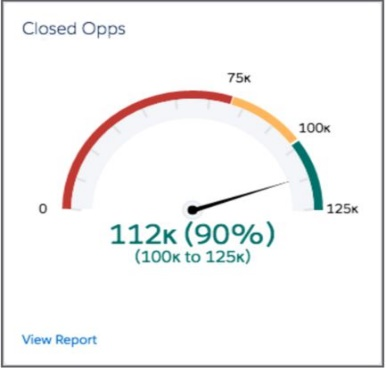 Closed Opps
75K
100K
0
125K
112K (90%)
(100K to 125K)
View Report